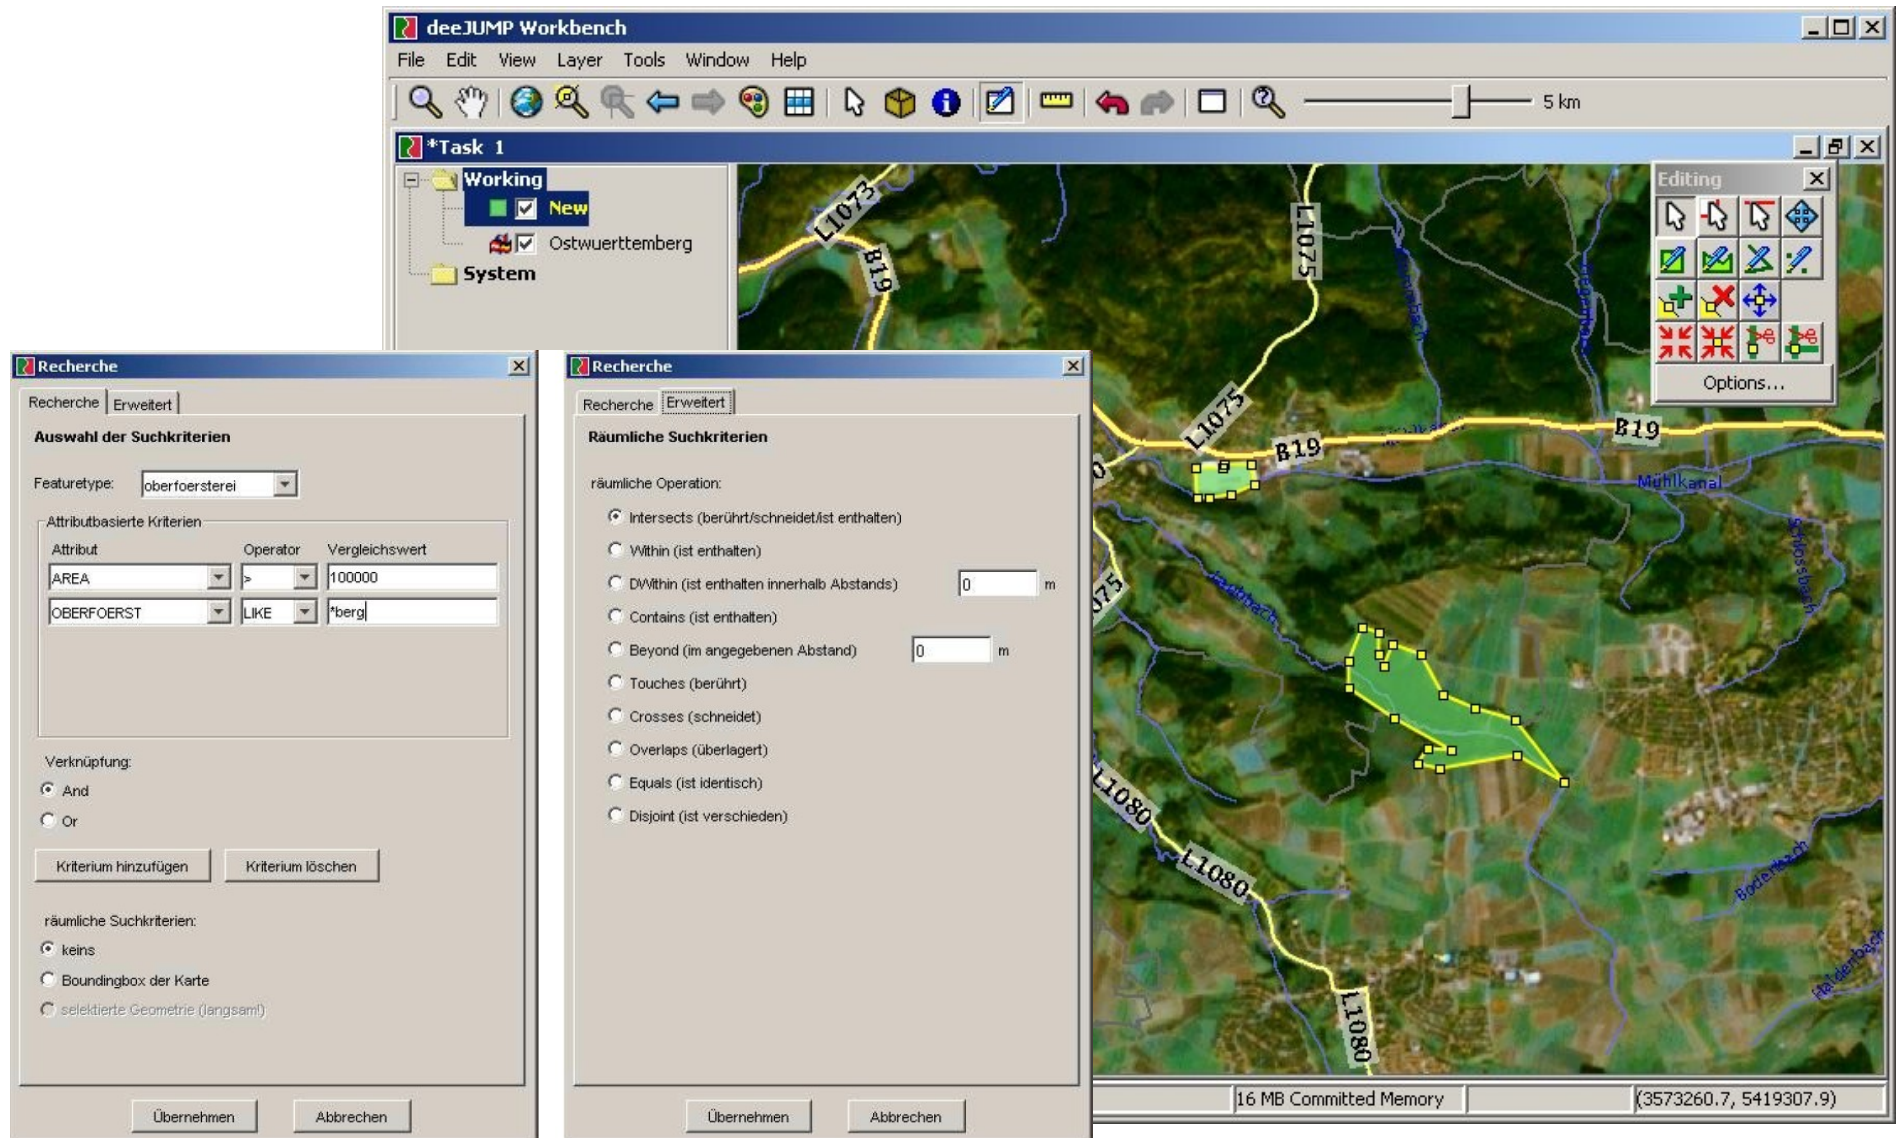 deeJUMP Workbench
File Edit View Layer Tools Window Help
5 km
*Task 1
Working
New
Ostwuerttemberg
System
Editing
Options...
L1073
B19
L1075
L1075
B19
B19
Mühlkanal
Schlossbach
L1080
L1080
L1080
Bodenbach
Haldenbach
16 MB Committed Memory
(3573260.7, 5419307.9)
Recherche
Recherche Erweitert
Auswahl der Suchkriterien
Featuretype: oberfoersterei
Attributbasierte Kriterien
Attribut Operator Vergleichswert
AREA > 100000
OBERFOERST LIKE *berg
Verknüpfung:
And
Or
Kriterium hinzufügen Kriterium löschen
räumliche Suchkriterien:
keins
Boundingbox der Karte
selektierte Geometrie (langsam!)
Übernehmen Abbrechen
Recherche
Recherche Erweitert
Räumliche Suchkriterien
räumliche Operation:
Intersects (berührt/schneidet/ist enthalten)
Within (ist enthalten)
DWithin (ist enthalten innerhalb Abstands) 0 m
Contains (ist enthalten)
Beyond (im angegebenen Abstand) 0 m
Touches (berührt)
Crosses (schneidet)
Overlaps (überlagert)
Equals (ist identisch)
Disjoint (ist verschieden)
Übernehmen Abbrechen